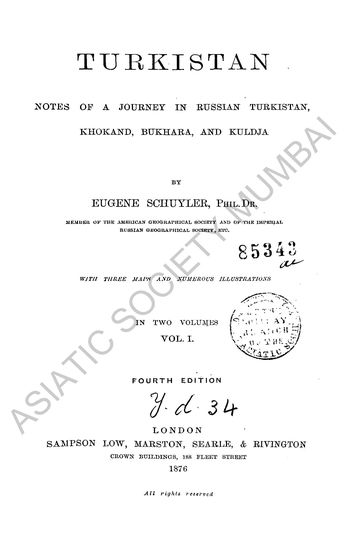 TURKISTAN
NOTES OF A JOURNEY IN RUSSIAN TURKISTAN,
KHOKAND, BUKHARA, AND KULDJA
BY
EUGENE SCHUYLER, PHIL. DR.
MEMBER OF THE AMERICAN GEOGRAPHICAL SOCIETY AND OF THE IMPERIAL
RUSSIAN GEOGRAPHICAL SOCIETY, ETC.
85343
WITH THREE MAPS AND NUMEROUS ILLUSTRATIONS
IN TWO VOLUMES
VOL. I.
FOURTH EDITION
Y.d. 34
LONDON
SAMPSON LOW, MARSTON, SEARLE, & RIVINGTON
CROWN BUILDINGS, 188 FLEET STREET
1876
All rights reserved
ASIATIC SOCIETY MUMBAI